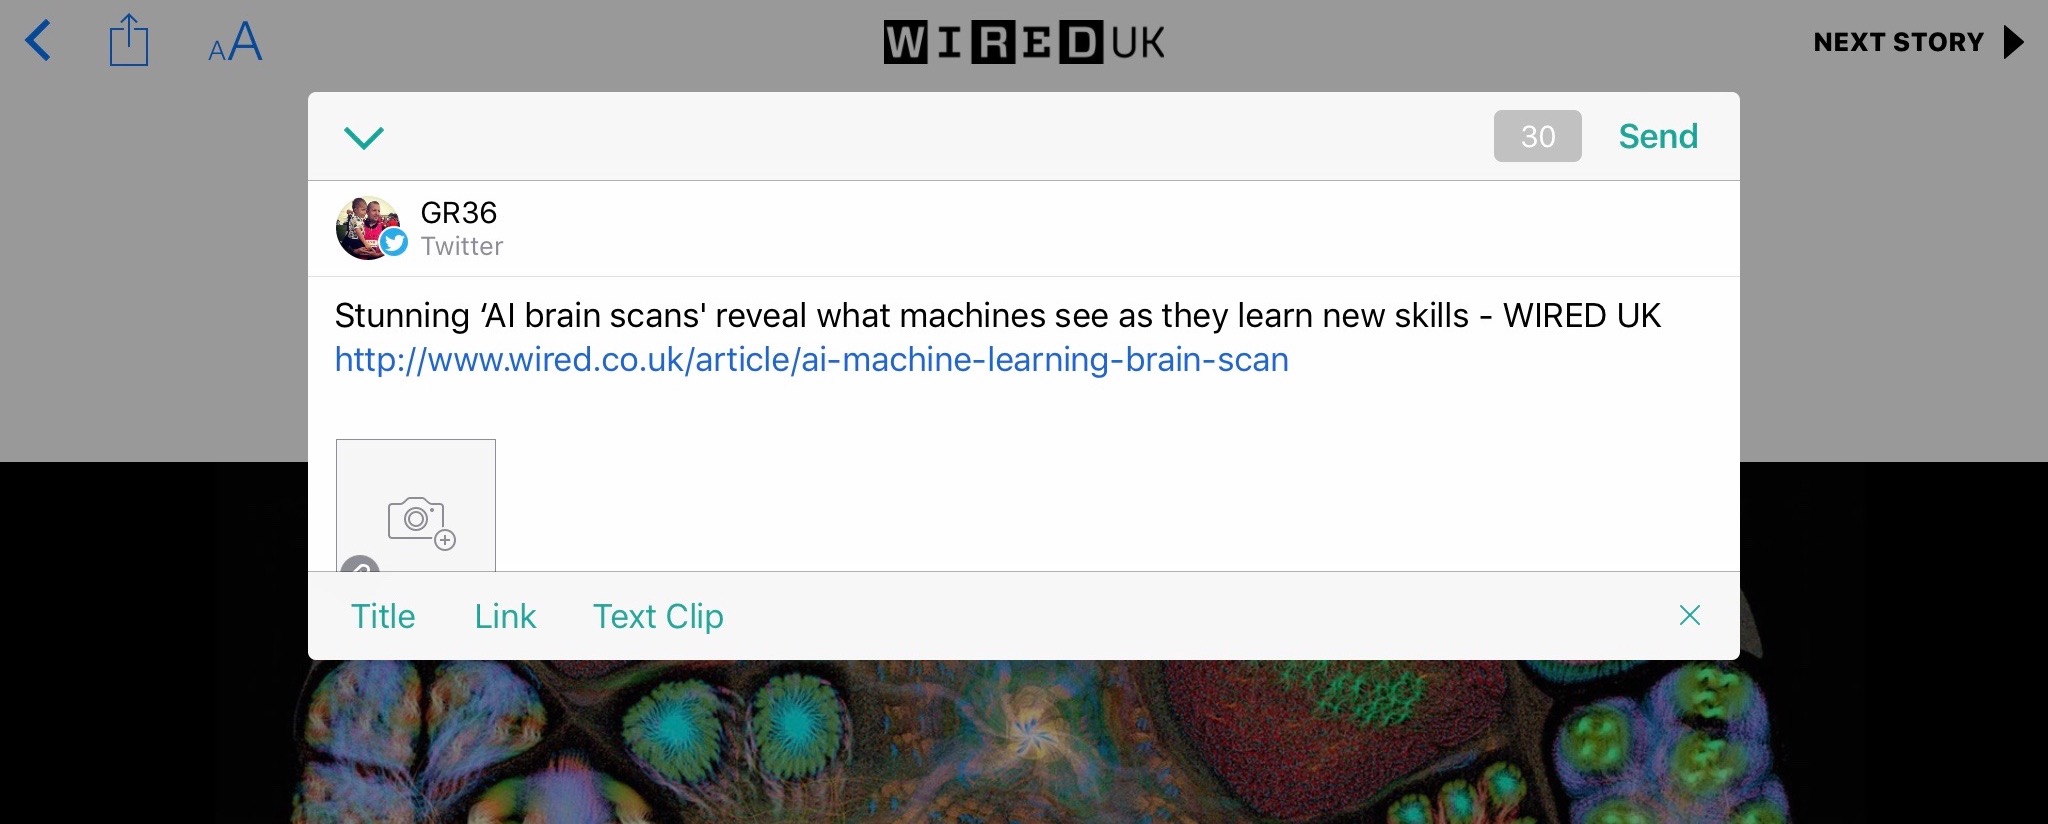 AA
WIRED UK
NEXT STORY
30
Send
GR36
Twitter
Stunning ‘AI brain scans' reveal what machines see as they learn new skills - WIRED UK
http://www.wired.co.uk/article/ai-machine-learning-brain-scan
Title
Link
Text Clip